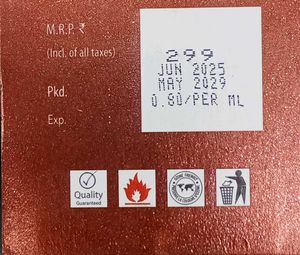 M.R.P. ₹
(Incl. of all taxes)
299
JUN 2025
Pkd.
MAY 2029
0.80/PER ML
Exp.
Quality
Guaranteed